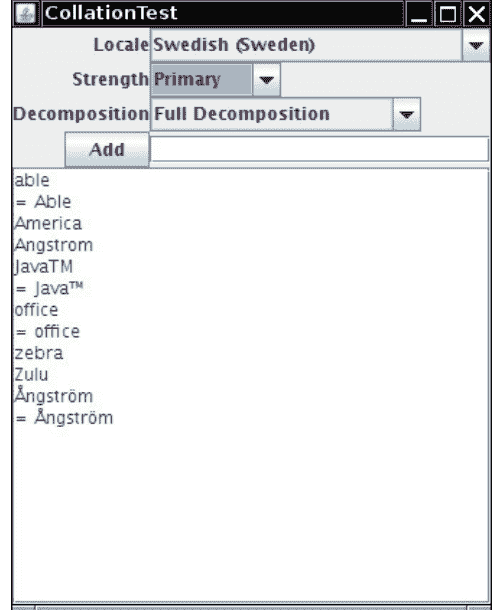 CollationTest
Locale Swedish (Sweden)
Strength Primary
Decomposition Full Decomposition
Add
able
= Able
America
Angstrom
JavaTM
= Java™
office
= office
zebra
Zulu
Ångström
= Ångström